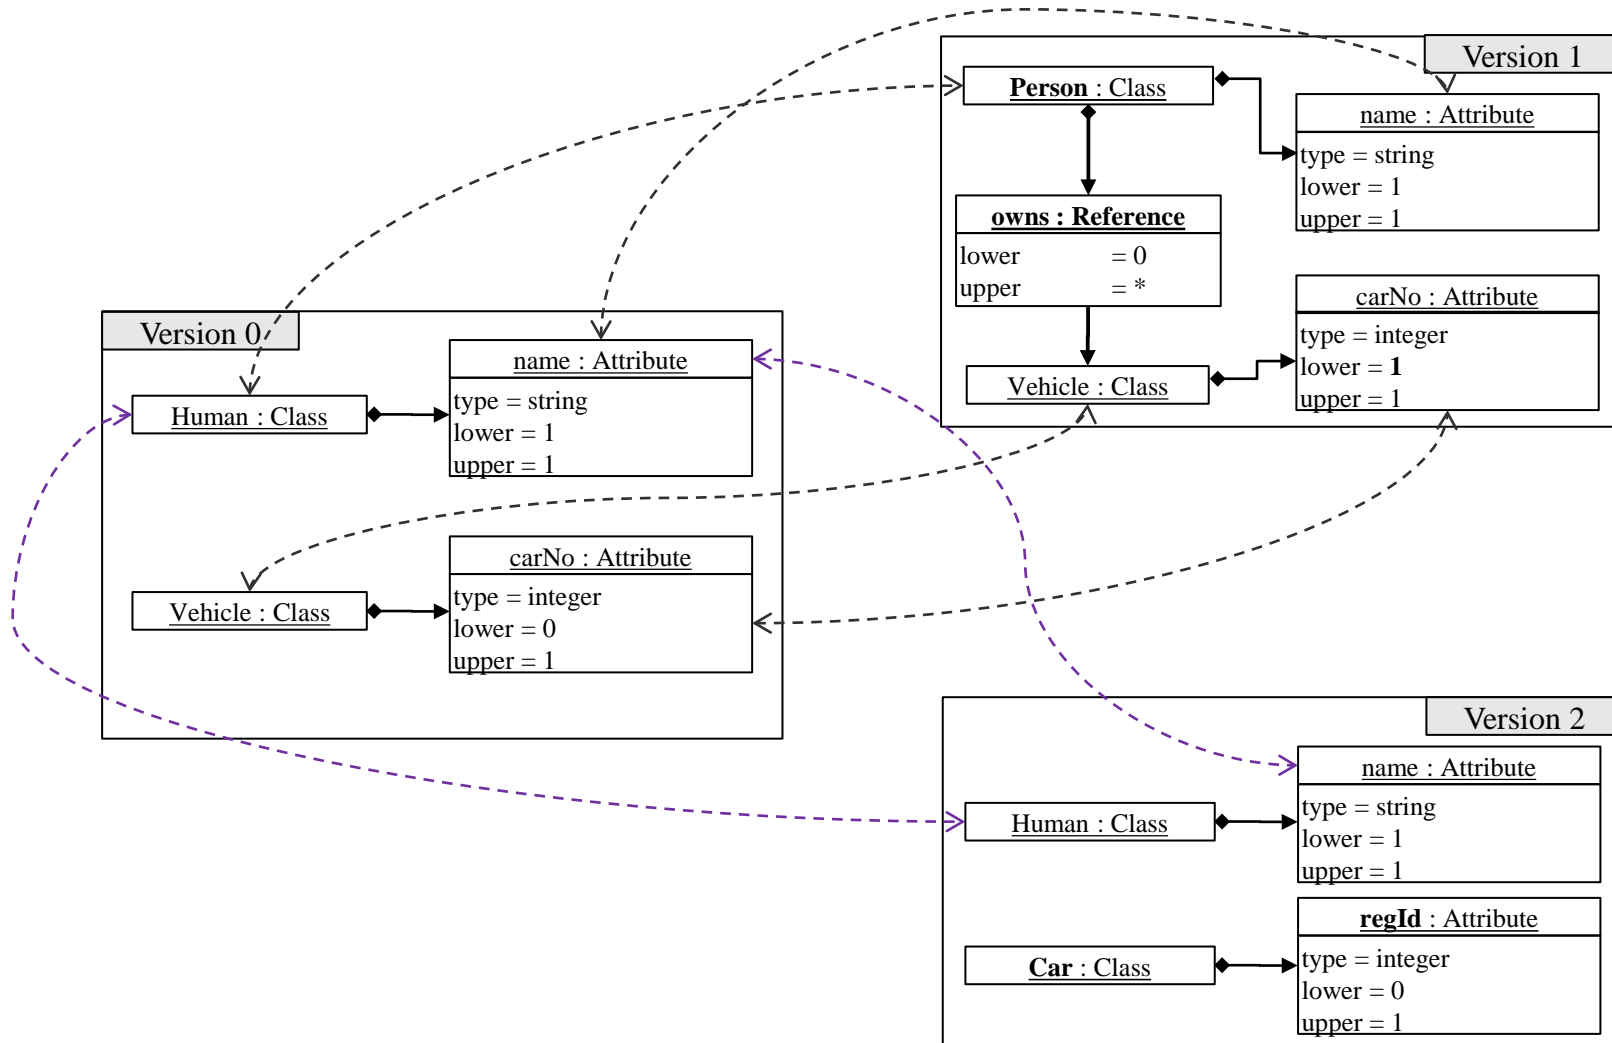 Version 1
Person : Class
name : Attribute
type = string
lower = 1
upper = 1
owns : Reference
lower = 0
upper = *
Vehicle : Class
carNo : Attribute
type = integer
lower = 1
upper = 1
Version 0
Human : Class
name : Attribute
type = string
lower = 1
upper = 1
Vehicle : Class
carNo : Attribute
type = integer
lower = 0
upper = 1
Version 2
Human : Class
name : Attribute
type = string
lower = 1
upper = 1
Car : Class
regId : Attribute
type = integer
lower = 0
upper = 1